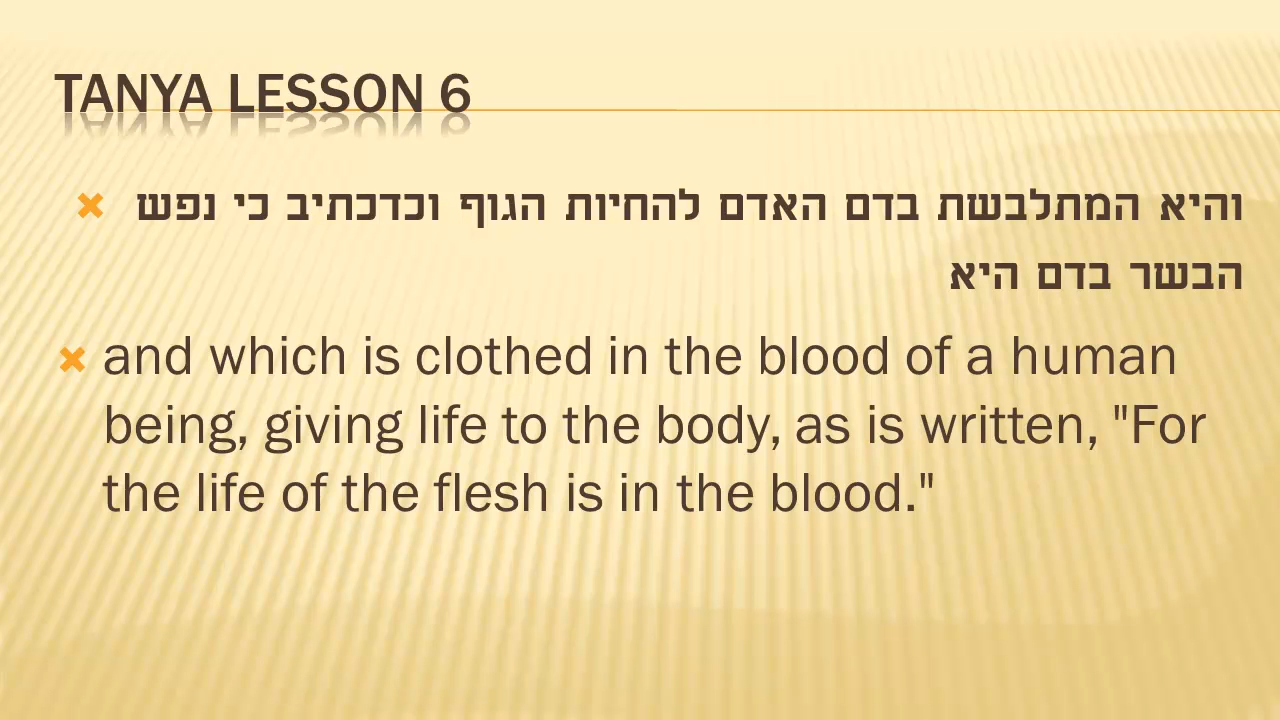 TANYA LESSON 6
והיא המתלבשת בדם האדם להחיות הגוף וכדכתיב כי נפש
הבשר בדם היא
and which is clothed in the blood of a human
being, giving life to the body, as is written, "For
the life of the flesh is in the blood."